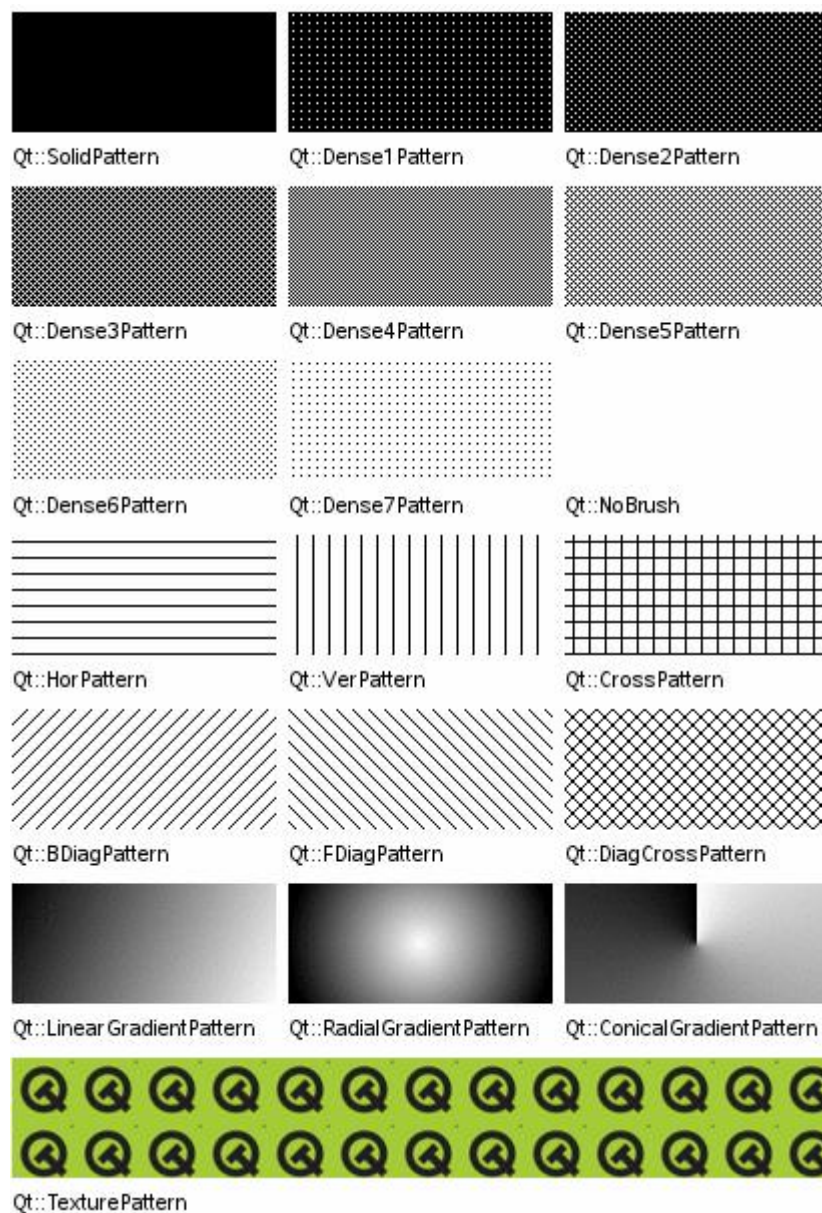 Qt::SolidPattern
Qt::Dense1Pattern
Qt::Dense2Pattern
Qt::Dense3Pattern
Qt::Dense4Pattern
Qt::Dense5Pattern
Qt::Dense6Pattern
Qt::Dense7Pattern
Qt::NoBrush
Qt::HorPattern
Qt::VerPattern
Qt::CrossPattern
Qt::BDiagPattern
Qt::FDiagPattern
Qt::DiagCrossPattern
Qt::LinearGradientPattern
Qt::RadialGradientPattern
Qt::ConicalGradientPattern
Qt::TexturePattern